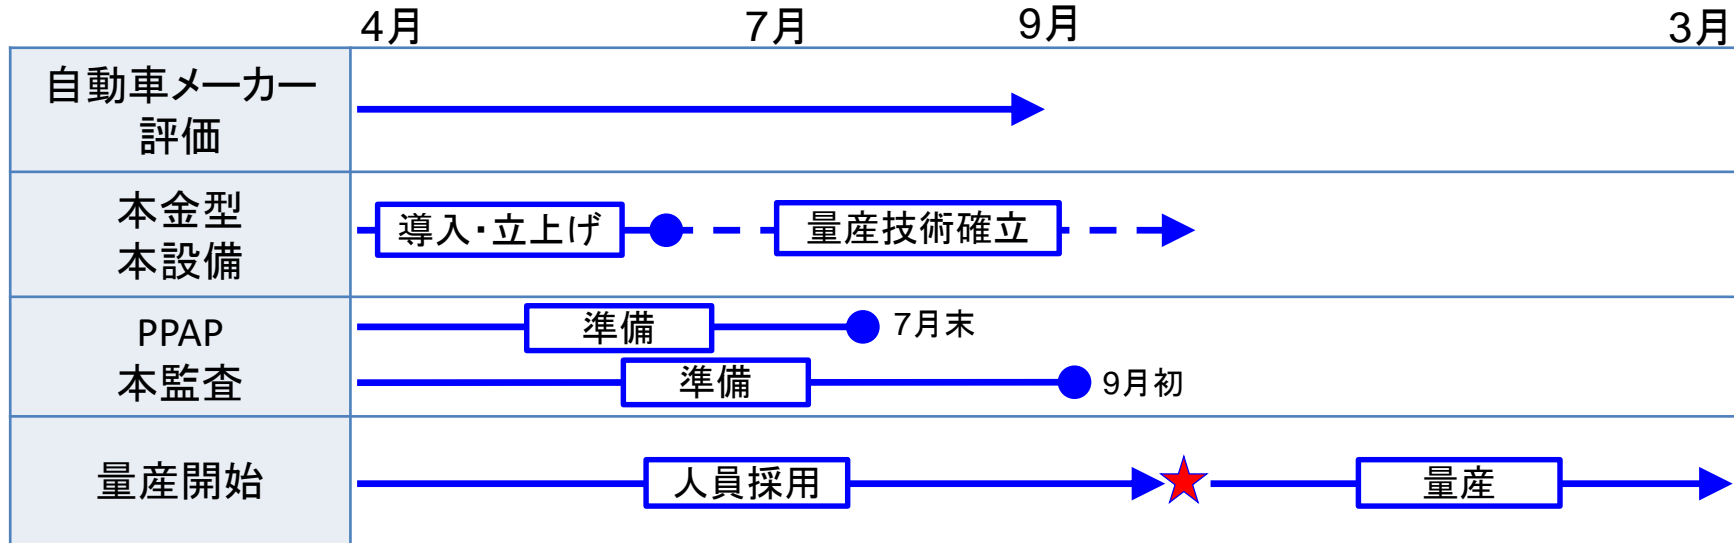 4月 7月 9月 3月
自動車メーカー
評価
本金型
本設備
導入・立上げ 量産技術確立
PPAP
本監査
準備 7月末
準備 9月初
量産開始
人員採用 量産